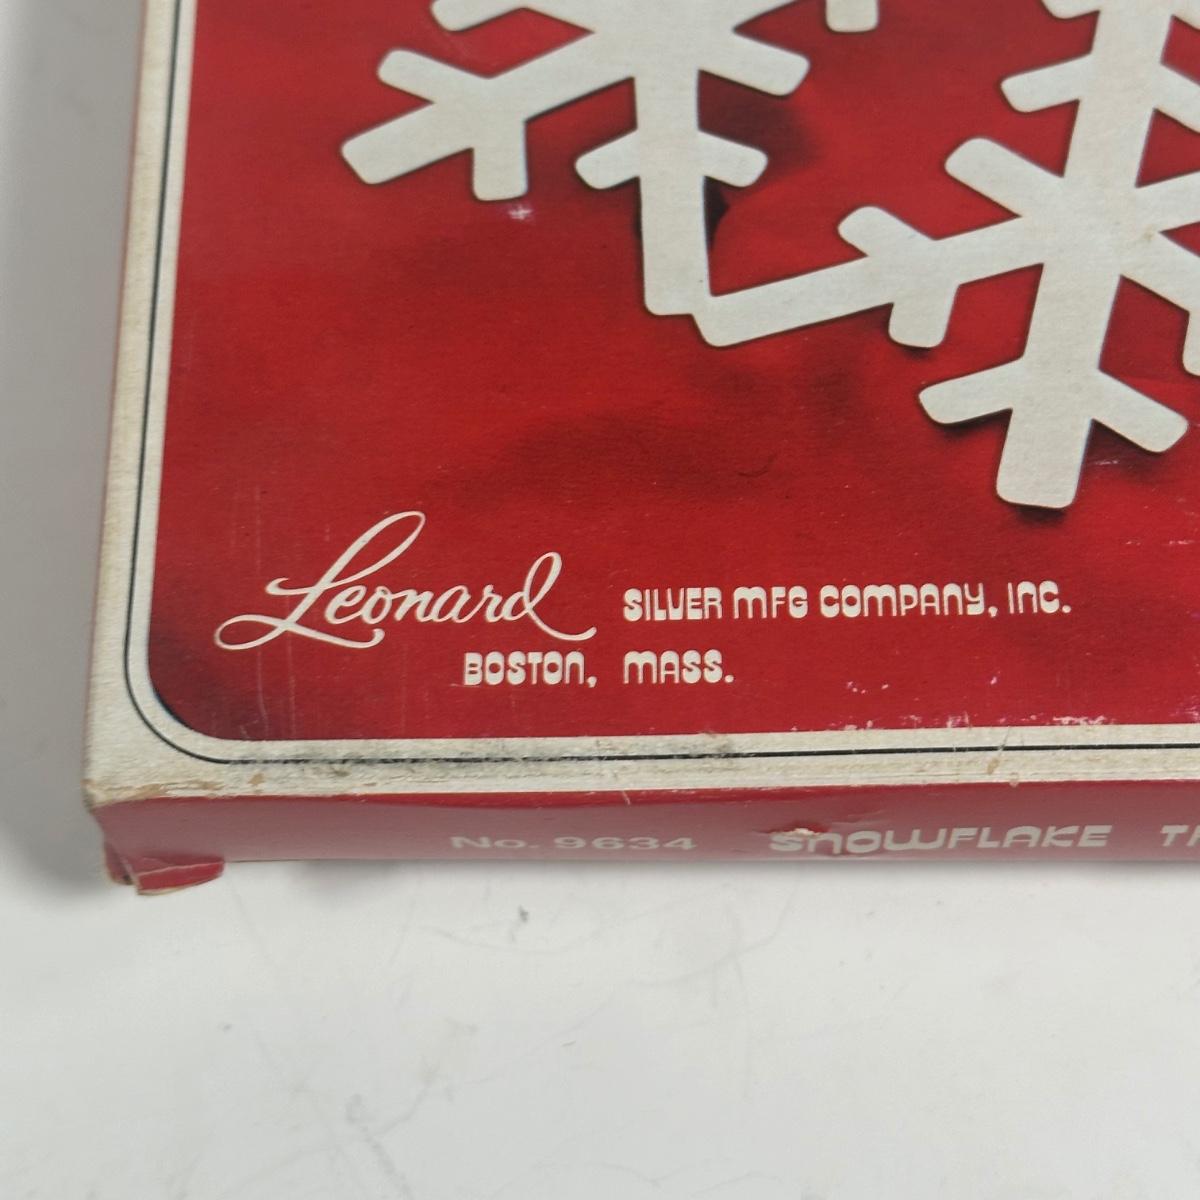 Leonard SILVER MFG COMPANY, INC.
BOSTON, MASS.
No. 9634 SNOWFLAKE